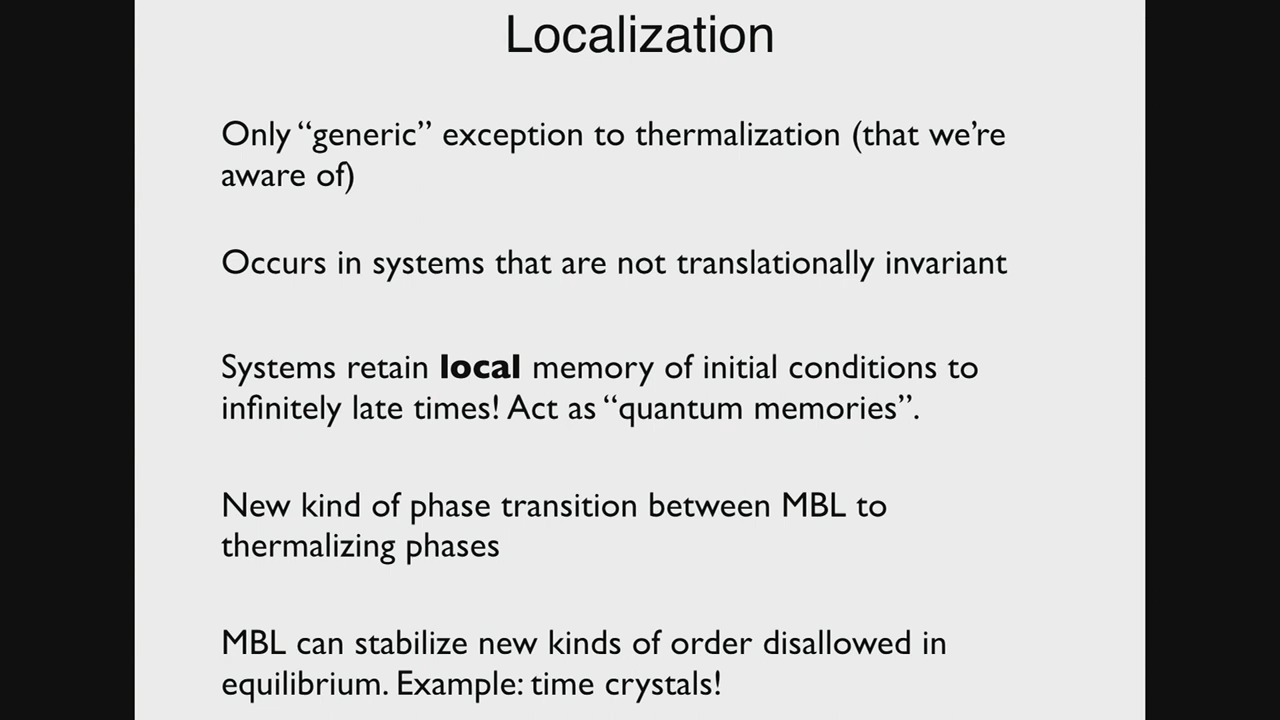 Localization
Only “generic” exception to thermalization (that we’re
aware of)
Occurs in systems that are not translationally invariant
Systems retain local memory of initial conditions to
infinitely late times! Act as “quantum memories”.
New kind of phase transition between MBL to
thermalizing phases
MBL can stabilize new kinds of order disallowed in
equilibrium. Example: time crystals!